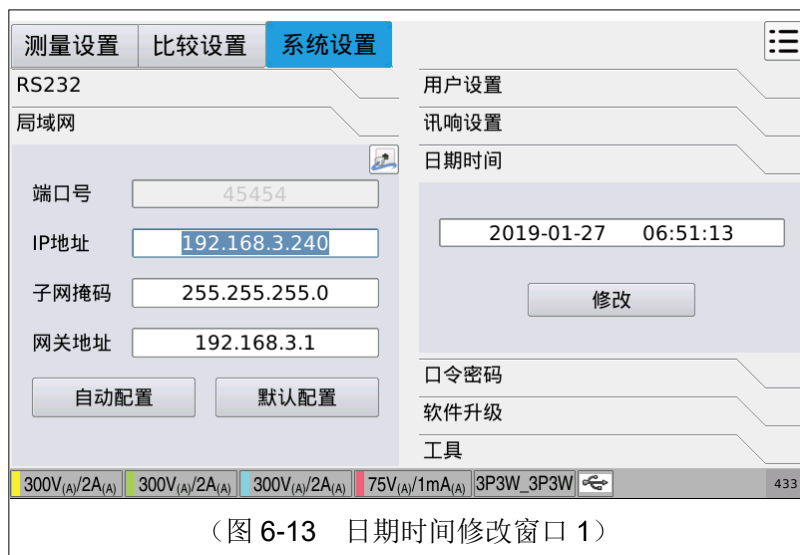 测量设置 比较设置 系统设置
RS232
局域网
端口号 45454
IP地址 192.168.3.240
子网掩码 255.255.255.0
网关地址 192.168.3.1
自动配置 默认配置
用户设置
讯响设置
日期时间
2019-01-27 06:51:13
修改
口令密码
软件升级
工具
300V(A)/2A(A) 300V(A)/2A(A) 300V(A)/2A(A) 75V(A)/1mA(A) 3P3W_3P3W 433
（图 6-13 日期时间修改窗口 1）